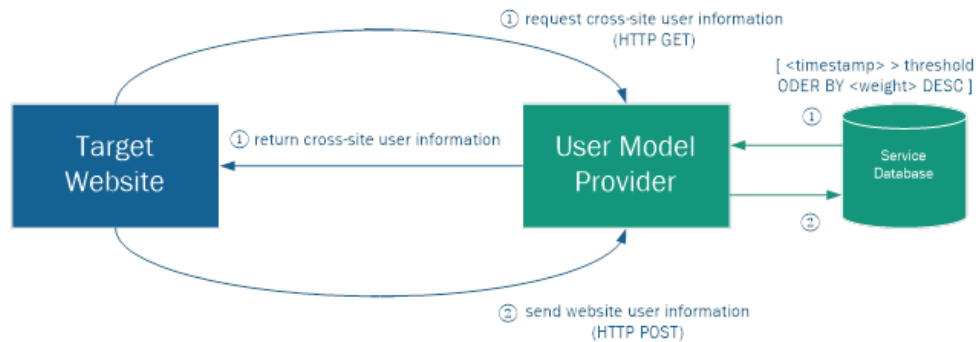 ① request cross-site user information
(HTTP GET)
[ <timestamp> > threshold
ODER BY <weight> DESC ]
①
Target
Website
① return cross-site user information
User Model
Provider
Service
Database
②
② send website user information
(HTTP POST)